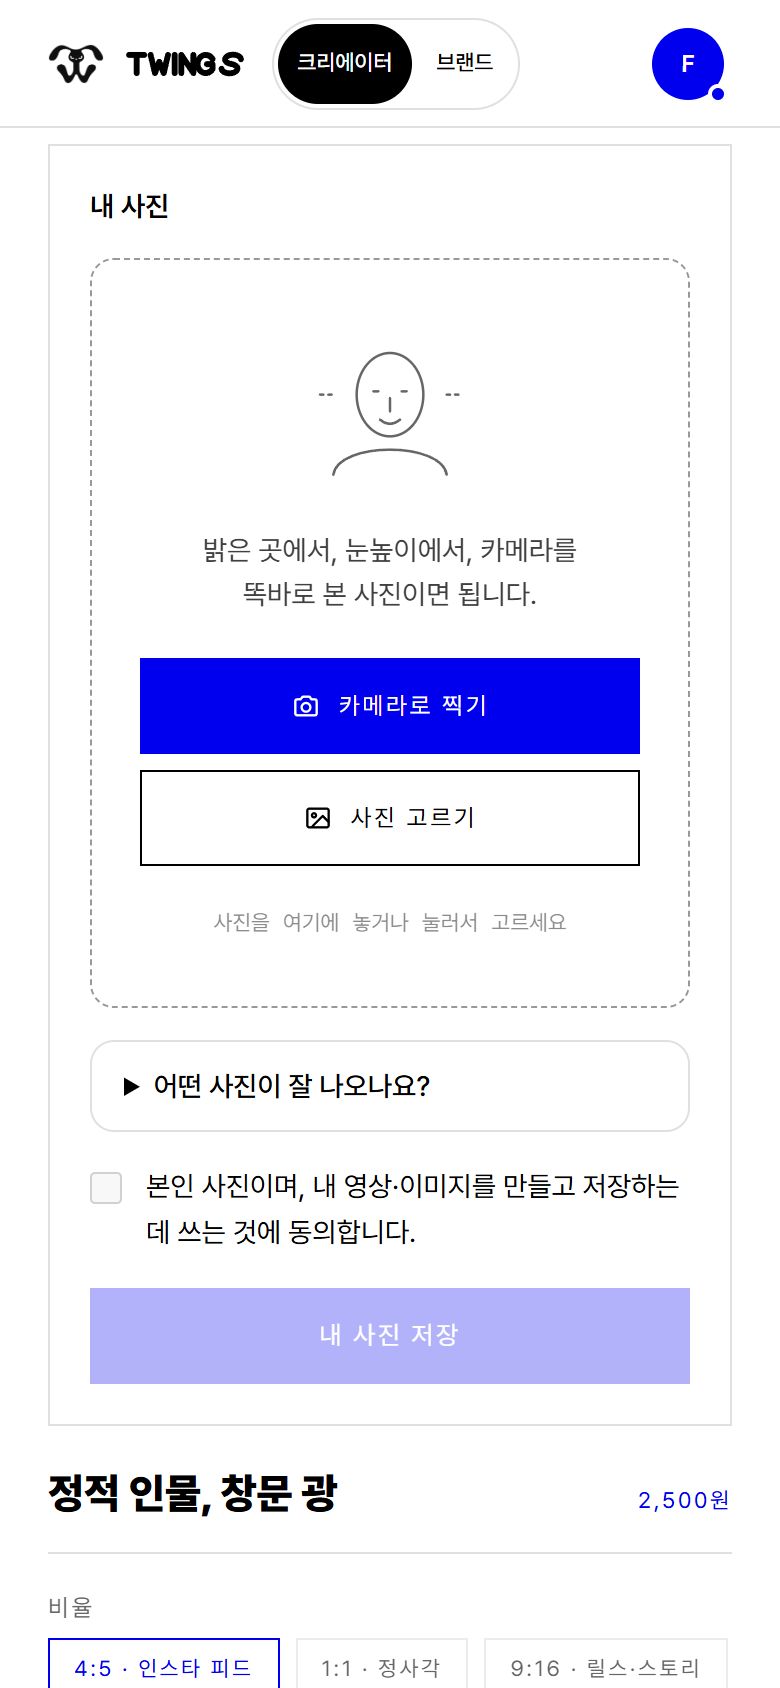 TWINGS
크리에이터
브랜드
F
내 사진
밝은 곳에서, 눈높이에서, 카메라를
똑바로 본 사진이면 됩니다.
카메라로 찍기
사진 고르기
사진을 여기에 놓거나 눌러서 고르세요
▶ 어떤 사진이 잘 나오나요?
본인 사진이며, 내 영상·이미지를 만들고 저장하는
데 쓰는 것에 동의합니다.
내 사진 저장
정적 인물, 창문 광
2,500원
비율
4:5 · 인스타 피드
1:1 · 정사각
9:16 · 릴스·스토리